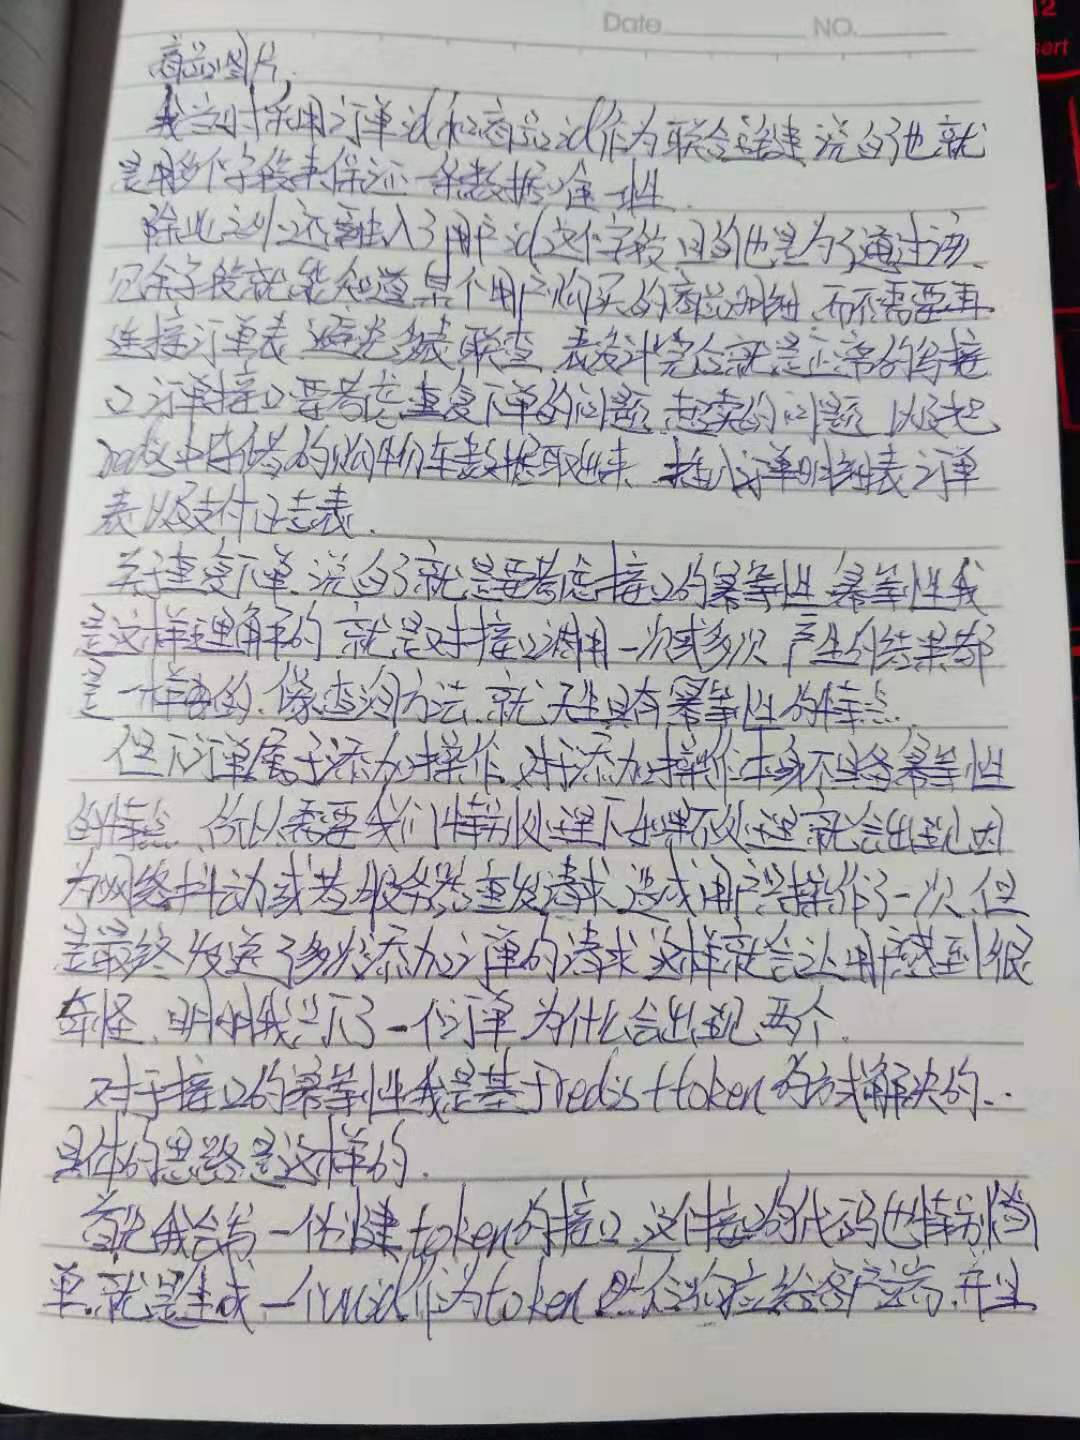 Date NO.
商品图片,
我当时采用订单id和商品id作为联合主键,说白了也就
是用多个字段来保证一条数据唯一性.
除此之外,还融入了用户id这个字段,目的也是为了通过该
冗余字段就能知道某个用户购买的商品明细,而不需要再
连接订单表,避免多表联查,表设计完后就是正常的写接
口,订单接口要考虑重复下单的问题,超卖的问题,以及把
中存储的购物车数据取出来,插入订单明细表,订单
表以及支付日志表.
关于重复下单,说白了就是要考虑接口的幂等性,幂等性我
是这样理解的,就是对接口调用一次或多次,产生的结果都
是一样的,像查询方法,就天生具有幂等性的特点.
但下订单属于添加操作,对于添加操作本身不具备幂等性
的特点,所以需要我们特别处理下,如果不处理,就会出现因
为网络抖动或者服务器重发请求,造成用户只操作了一次,但
是最终发送了多次添加订单的请求,这样就会让用户感到很
奇怪,明明我只下了一个订单,为什么会出现两个.
对于接口的幂等性我是基于redis+token的方式解决的...
具体的思路是这样的.
首先我会写一个创建token的接口,这个接口的代码也特别简
单,就是生成一个uuid作为token,然后响应给客户端,并且